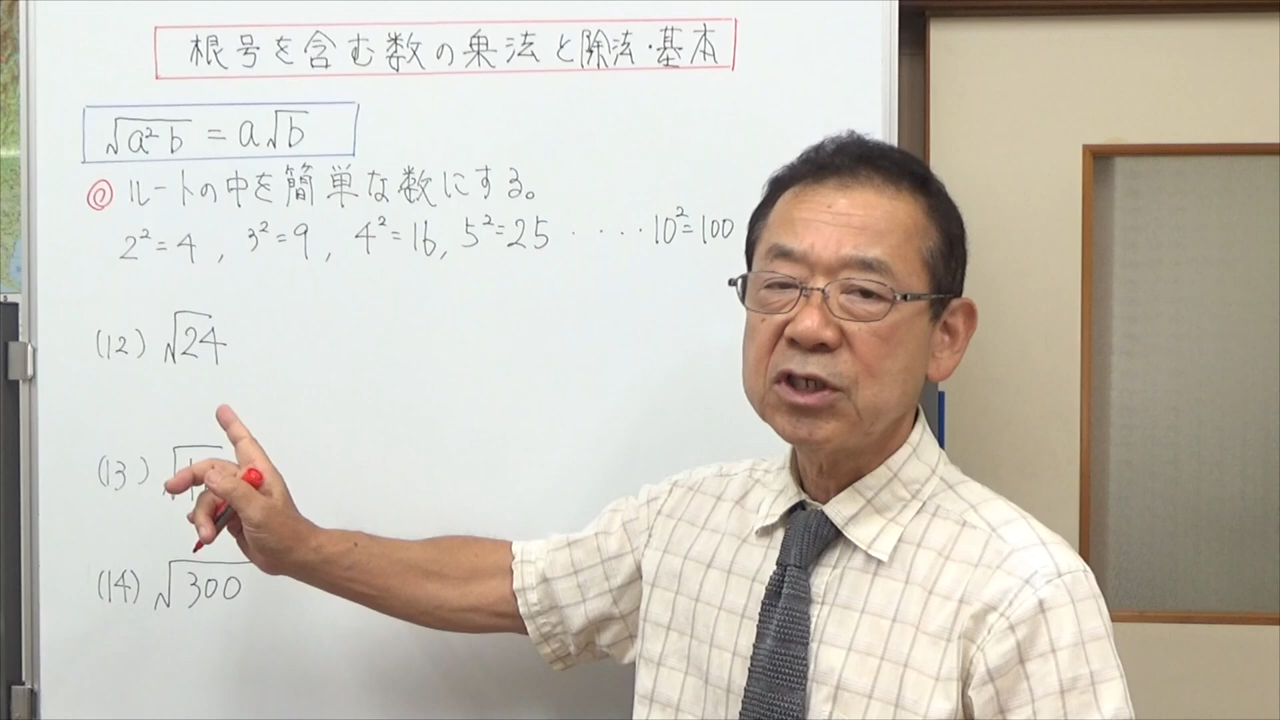 根号を含む数の乗法と除法・基本
√a²b = a√b
◎ ルートの中を簡単な数にする。
2²=4 , 3²=9 , 4²=16, 5²=25 ‥‥ 10²=100
(12) √24
(13)
(14) √300